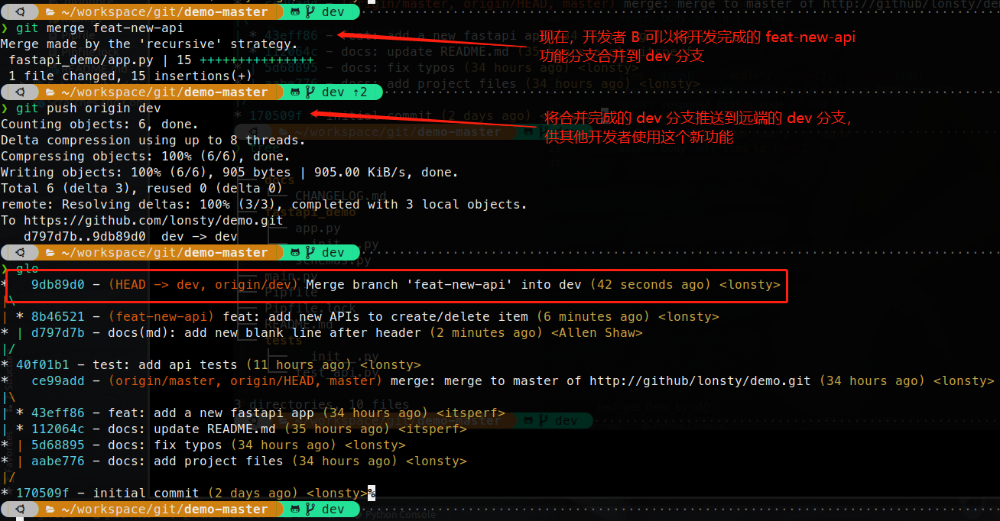 ~/workspace/git/demo-master dev
❯ git merge feat-new-api
Merge made by the 'recursive' strategy.
fastapi_demo/app.py | 15 +++++++++++++++
1 file changed, 15 insertions(+)
现在，开发者 B 可以将开发完成的 feat-new-api
功能分支合并到 dev 分支
~/workspace/git/demo-master dev ⇡2
❯ git push origin dev
Counting objects: 6, done.
Delta compression using up to 8 threads.
Compressing objects: 100% (6/6), done.
Writing objects: 100% (6/6), 905 bytes | 905.00 KiB/s, done.
Total 6 (delta 3), reused 0 (delta 0)
remote: Resolving deltas: 100% (3/3), completed with 3 local objects.
To https://github.com/lonsty/demo.git
d797d7b..9db89d0 dev -> dev
将合并完成的 dev 分支推送到远端的 dev 分支，
供其他开发者使用这个新功能
~/workspace/git/demo-master dev
❯ glo
* 9db89d0 - (HEAD -> dev, origin/dev) Merge branch 'feat-new-api' into dev (42 seconds ago) <lonsty>
|\
| * 8b46521 - (feat-new-api) feat: add new APIs to create/delete item (6 minutes ago) <lonsty>
* | d797d7b - docs(md): add new blank line after header (2 minutes ago) <Allen Shaw>
|/
* 40f01b1 - test: add api tests (11 hours ago) <lonsty>
* ce99add - (origin/master, origin/HEAD, master) merge: merge to master of http://github/lonsty/demo.git (34 hours ago) <lonsty>
|\
| * 43eff86 - feat: add a new fastapi app (34 hours ago) <itsperf>
| * 112064c - docs: update README.md (35 hours ago) <itsperf>
* | 5d68895 - docs: fix typos (34 hours ago) <lonsty>
* | aabe776 - docs: add project files (34 hours ago) <lonsty>
|/
* 170509f - initial commit (2 days ago) <lonsty>%
~/workspace/git/demo-master dev